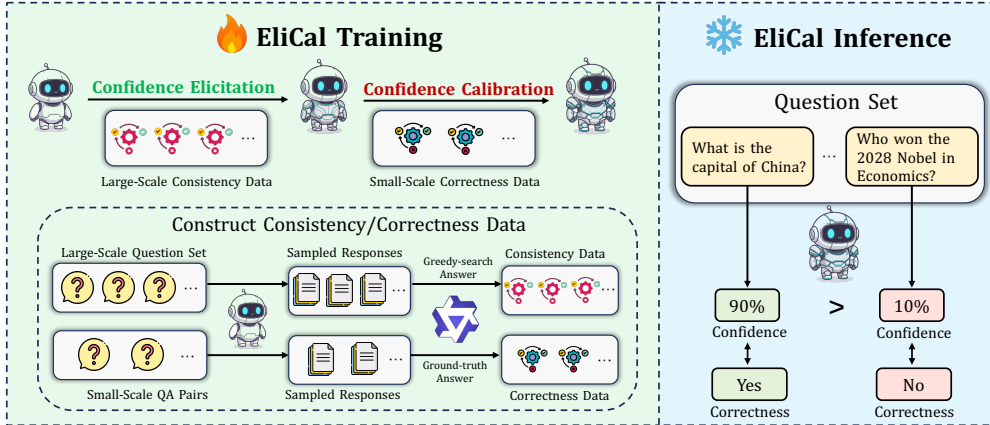 EliCal Training
Confidence Elicitation
Confidence Calibration
...
...
Large-Scale Consistency Data
Small-Scale Correctness Data
Construct Consistency/Correctness Data
Large-Scale Question Set
Sampled Responses
Greedy-search
Answer
Consistency Data
? ? ? ...
...
...
? ? ...
...
...
Small-Scale QA Pairs
Sampled Responses
Ground-truth
Answer
Correctness Data
EliCal Inference
Question Set
What is the
capital of China?
...
Who won the
2028 Nobel in
Economics?
90%
>
10%
Confidence
Confidence
Yes
No
Correctness
Correctness